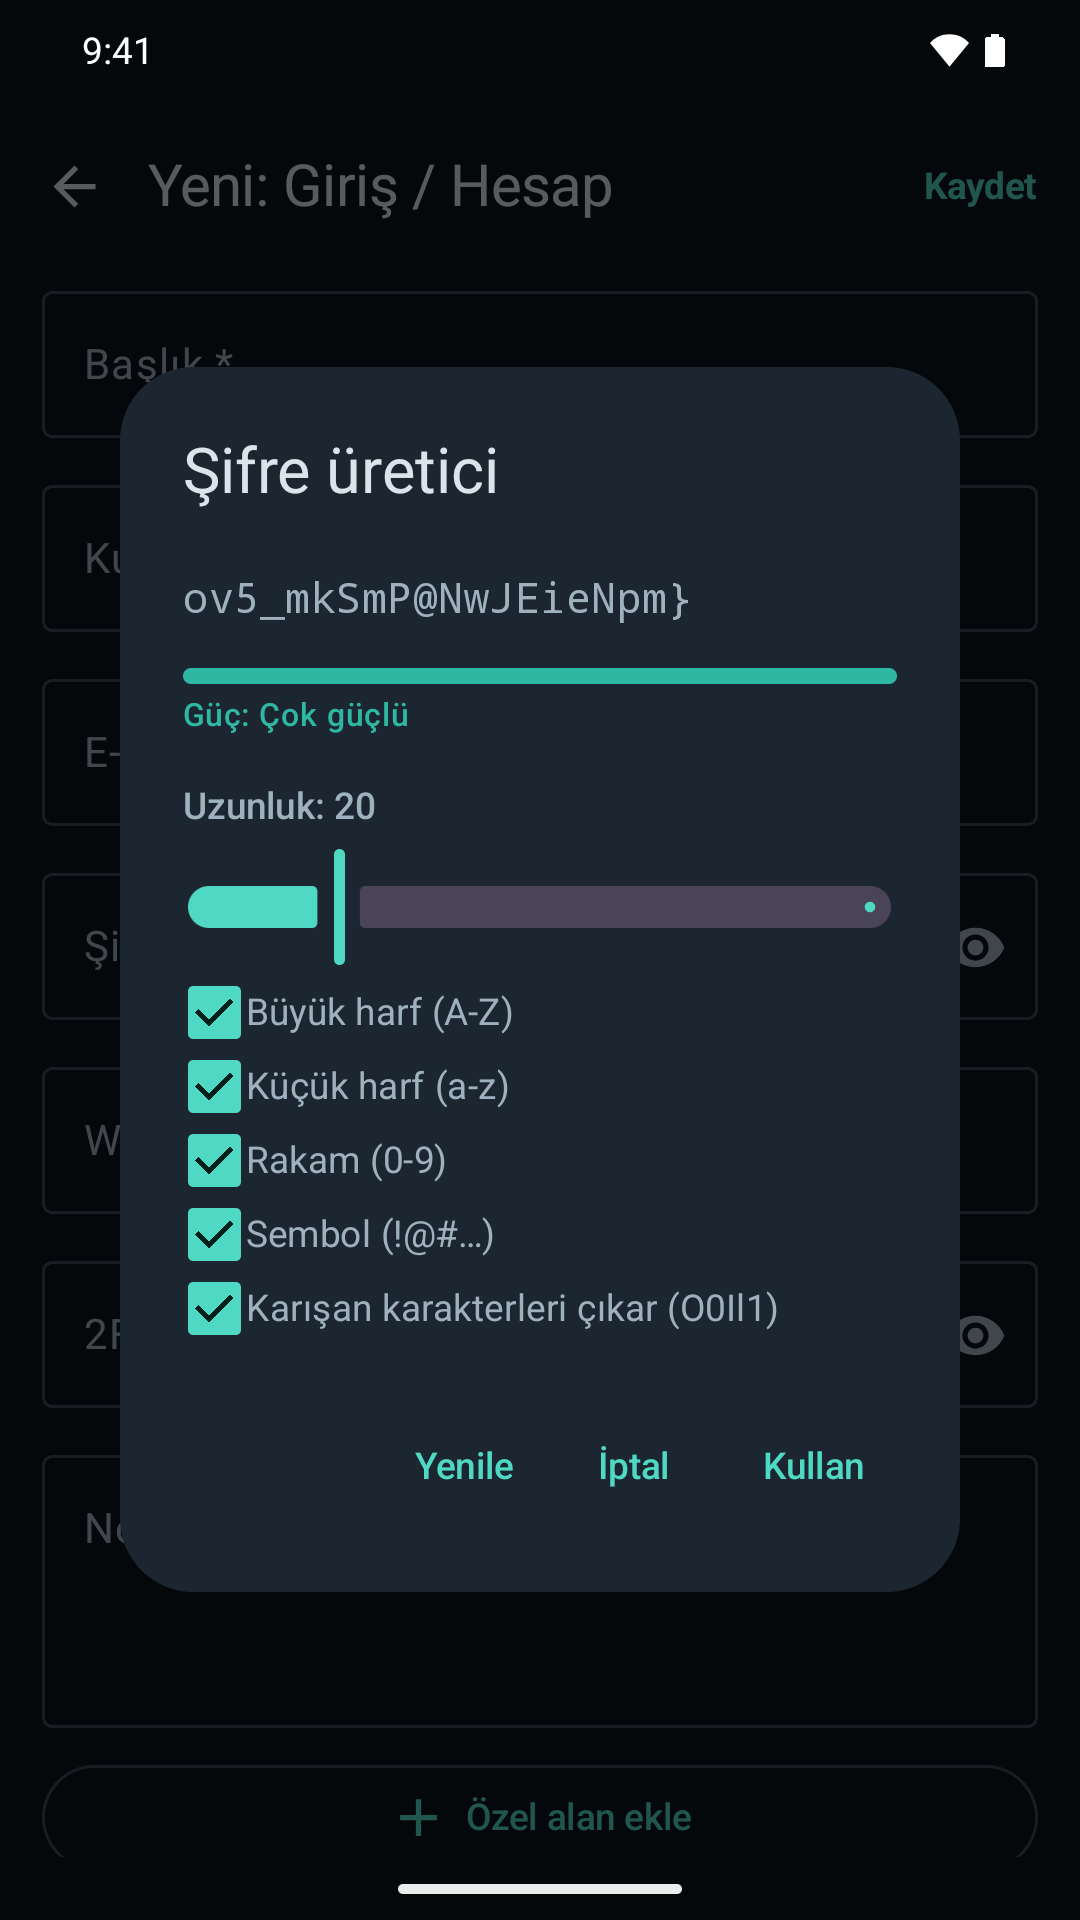 9:41
Yeni: Giriş / Hesap
Kaydet
Başlık *
Şifre üretici
ov5_mkSmP@NwJEieNpm}
Güç: Çok güçlü
Uzunluk: 20
Büyük harf (A-Z)
Küçük harf (a-z)
Rakam (0-9)
Sembol (!@#…)
Karışan karakterleri çıkar (O0Il1)
Yenile
İptal
Kullan
Özel alan ekle